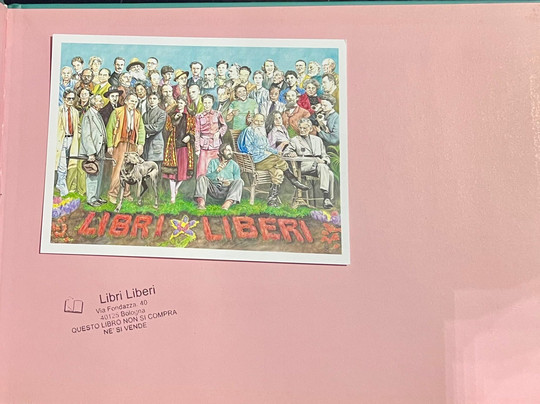 LIBRI LIBERI
Libri Liberi
Via Fondazza, 40
40125 Bologna
QUESTO LIBRO NON SI COMPRA
NE' SI VENDE